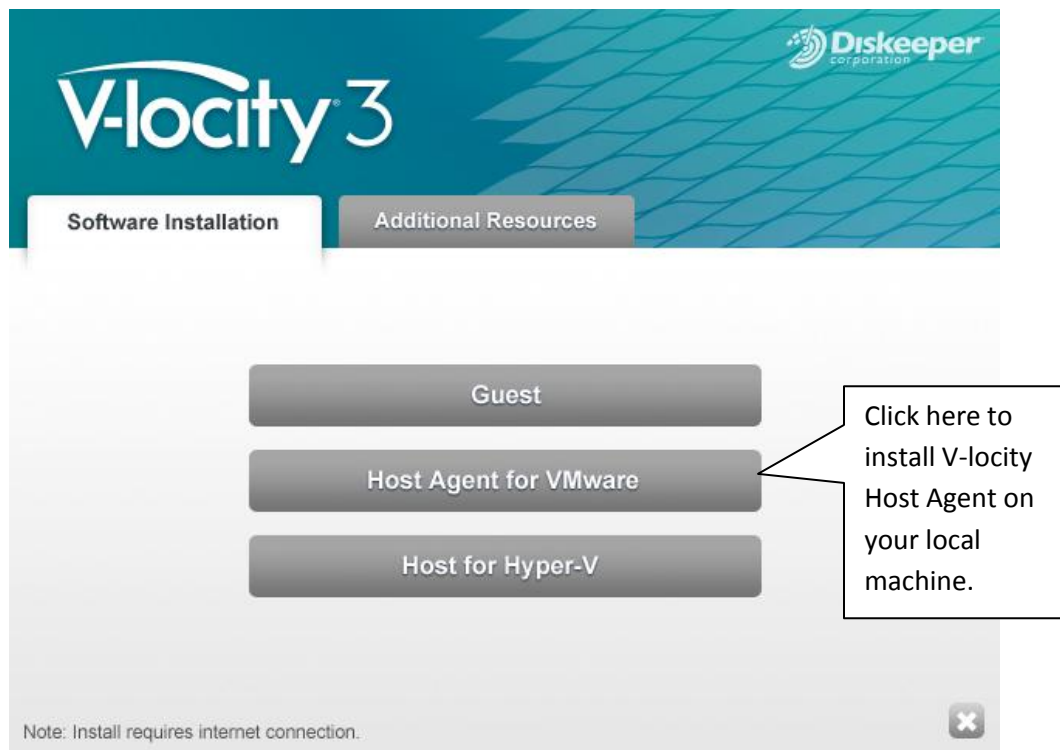 Diskeeper
corporation
V-locity® 3
Software Installation
Additional Resources
Guest
Host Agent for VMware
Host for Hyper-V
Click here to
install V-locity
Host Agent on
your local
machine.
Note: Install requires internet connection.